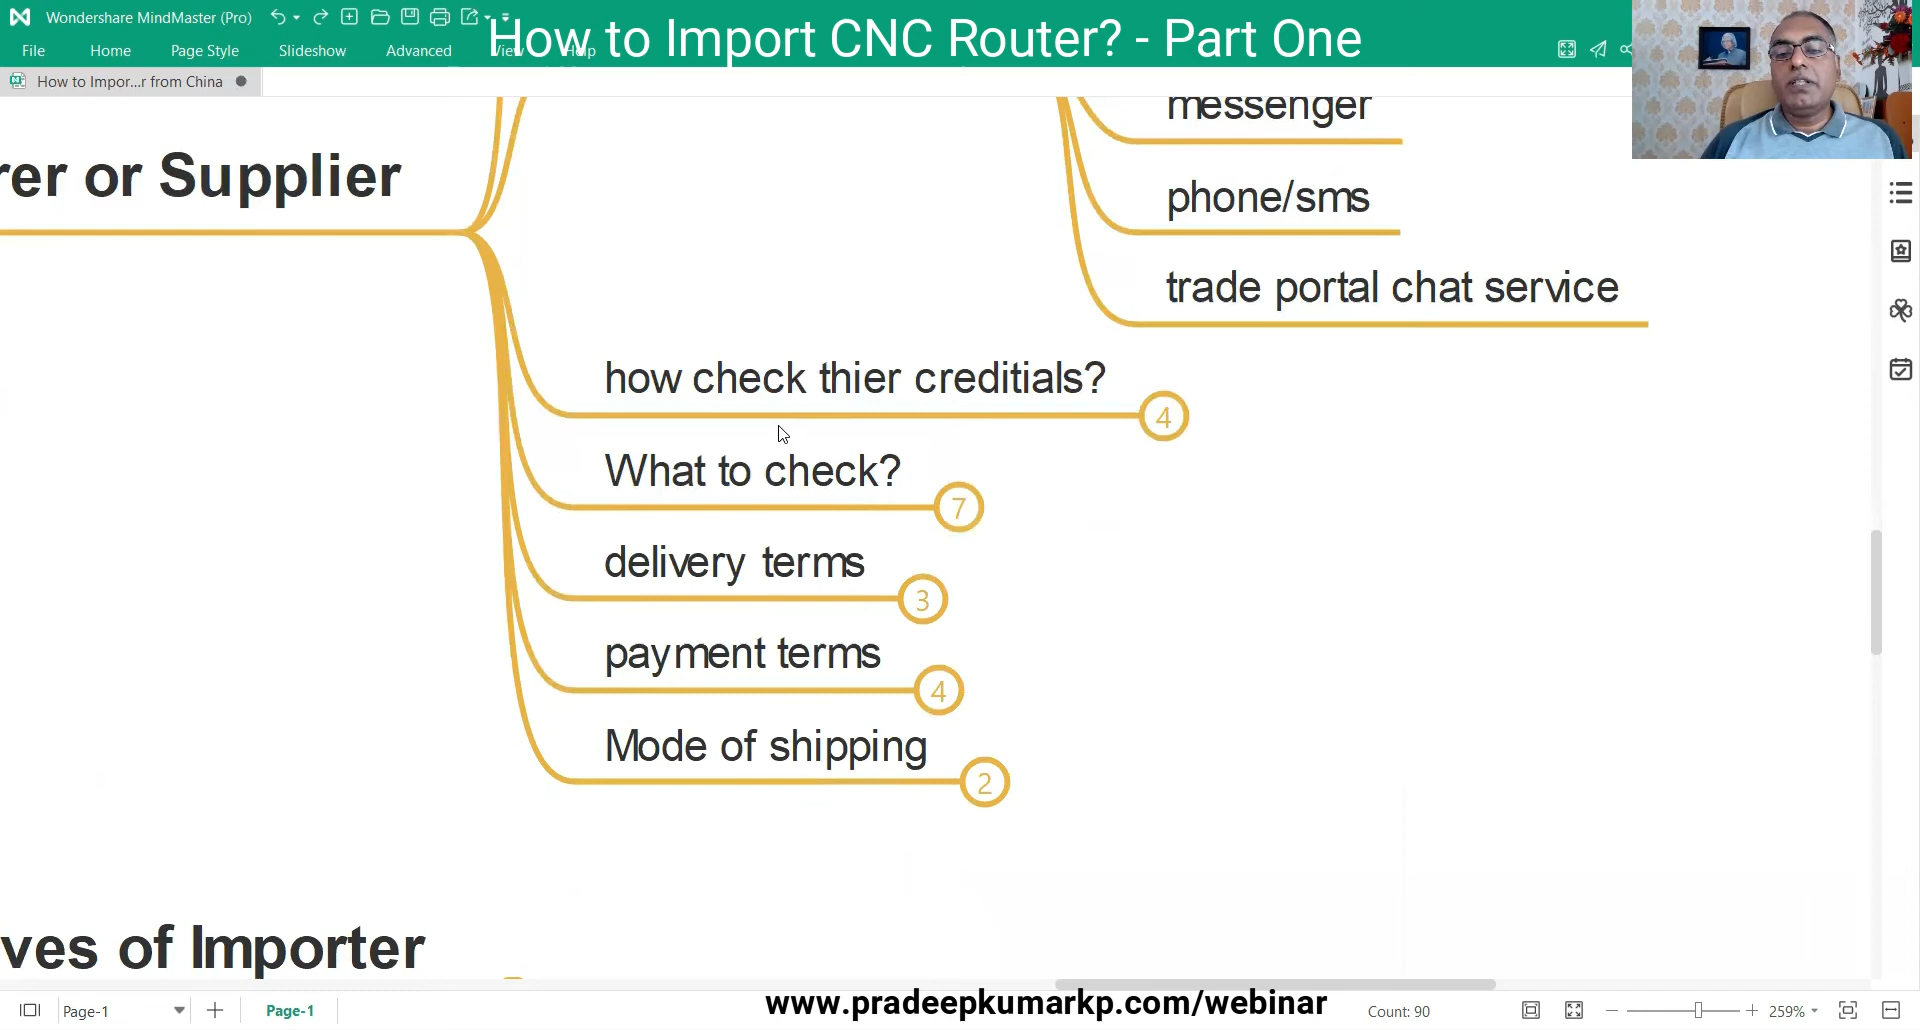 Wondershare MindMaster (Pro)
How to Import CNC Router? - Part One
File Home Page Style Slideshow Advanced View Help
How to Impor...r from China
messenger
rer or Supplier
phone/sms
trade portal chat service
how check thier creditials?
4
What to check?
7
delivery terms
3
payment terms
4
Mode of shipping
2
ves of Importer
Page-1
Page-1
www.pradeepkumarkp.com/webinar
Count: 90
259%